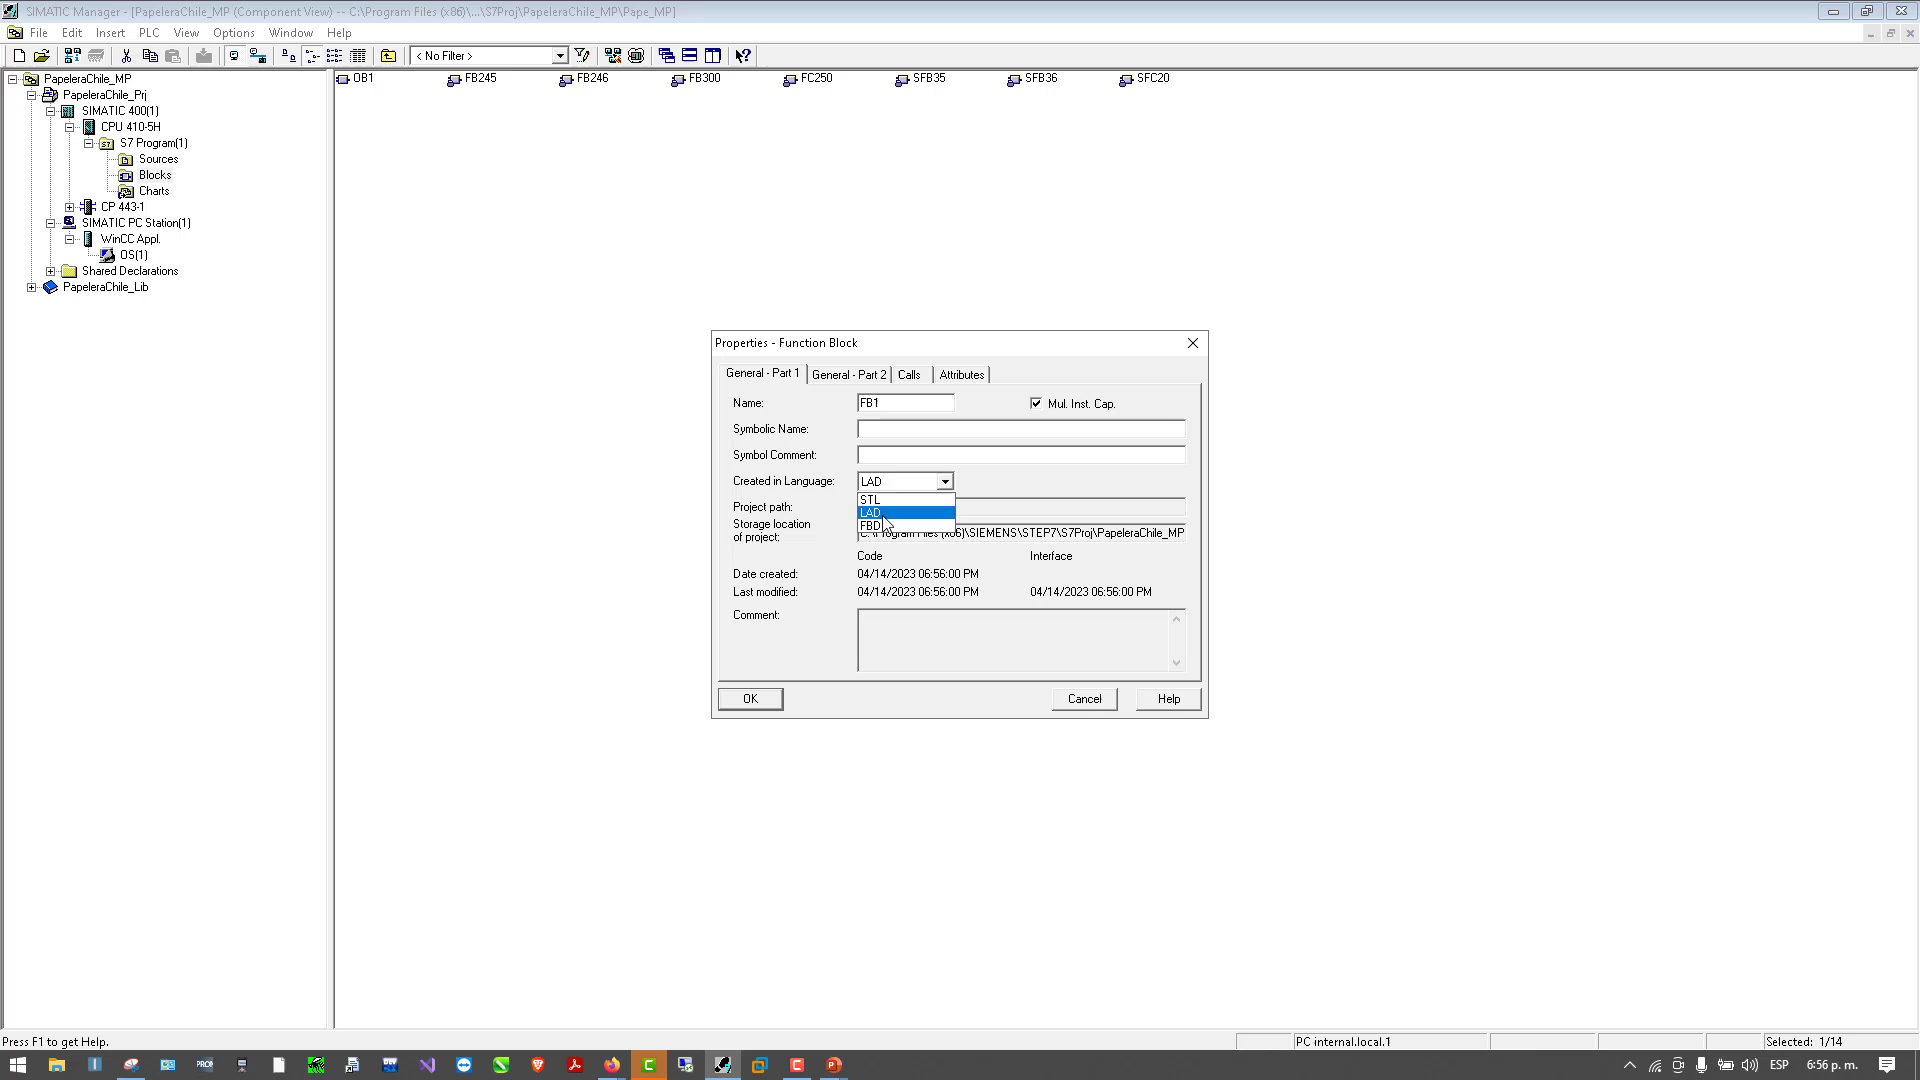 SIMATIC Manager - [PapeleraChile_MP (Component View) -- C:\Program Files (x86)\...\S7Proj\PapeleraChile_MP\Pape_MP]
File Edit Insert PLC View Options Window Help
< No Filter >
PapeleraChile_MP
PapeleraChile_Prj
SIMATIC 400(1)
CPU 410-5H
S7 Program(1)
Sources
Blocks
Charts
CP 443-1
SIMATIC PC Station(1)
WinCC Appl.
OS(1)
Shared Declarations
PapeleraChile_Lib
OB1 FB245 FB246 FB300 FC250 SFB35 SFB36 SFC20
Properties - Function Block
General - Part 1 General - Part 2 Calls Attributes
Name: FB1 Mul. Inst. Cap.
Symbolic Name:
Symbol Comment:
Created in Language: LAD
STL
LAD
FBD
Project path:
Storage location
of project: C:\Program Files (x86)\SIEMENS\STEP7\S7Proj\PapeleraChile_MP
Code Interface
Date created: 04/14/2023 06:56:00 PM
Last modified: 04/14/2023 06:56:00 PM 04/14/2023 06:56:00 PM
Comment:
OK Cancel Help
Press F1 to get Help. PC internal.local.1 Selected: 1/14
ESP 6:56 p. m.